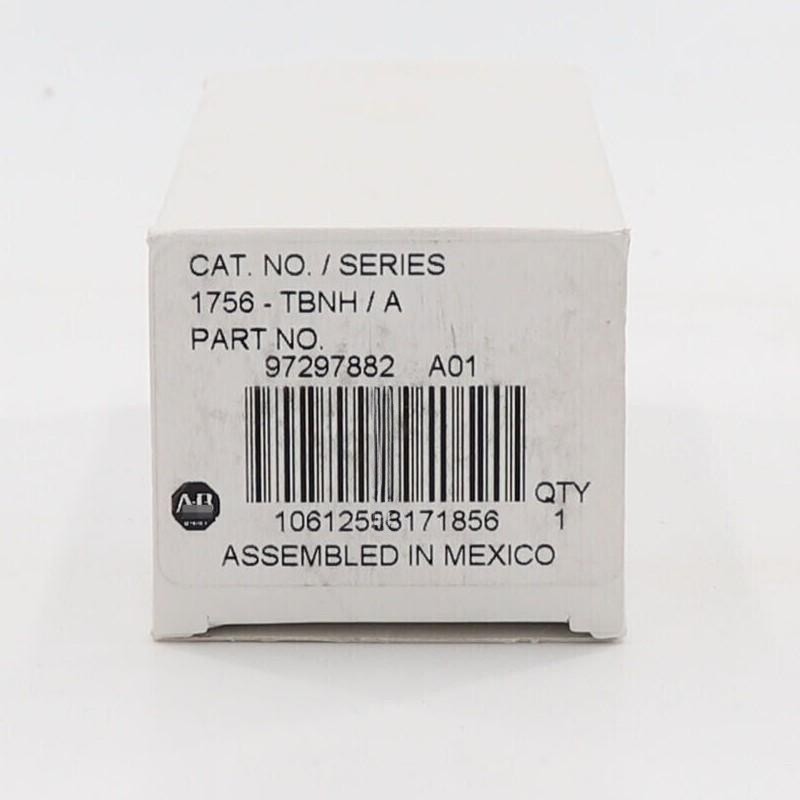 CAT. NO. / SERIES
1756 - TBNH / A
PART NO.
97297882 A01
QTY
1
ASSEMBLED IN MEXICO